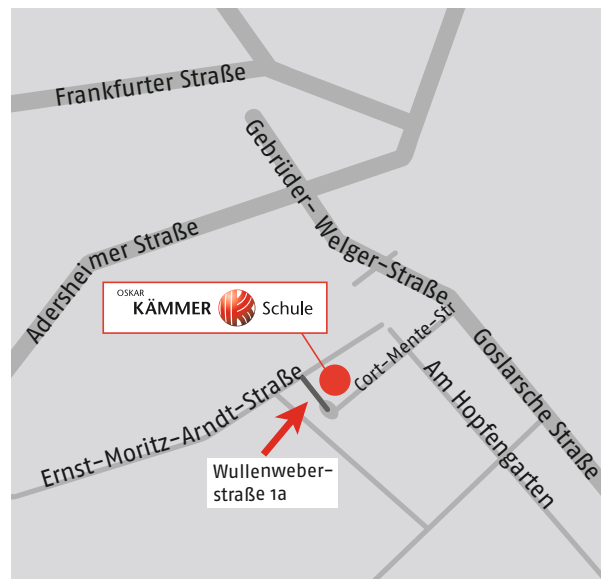 Frankfurter Straße
Gebrüder- Welger-Straße
Adersheimer Straße
OSKAR
KÄMMER Schule
Cort-Mente-Str
Goslarsche Straße
Am Hopfengarten
Ernst-Moritz-Arndt-Straße
Wullenweber-
straße 1a